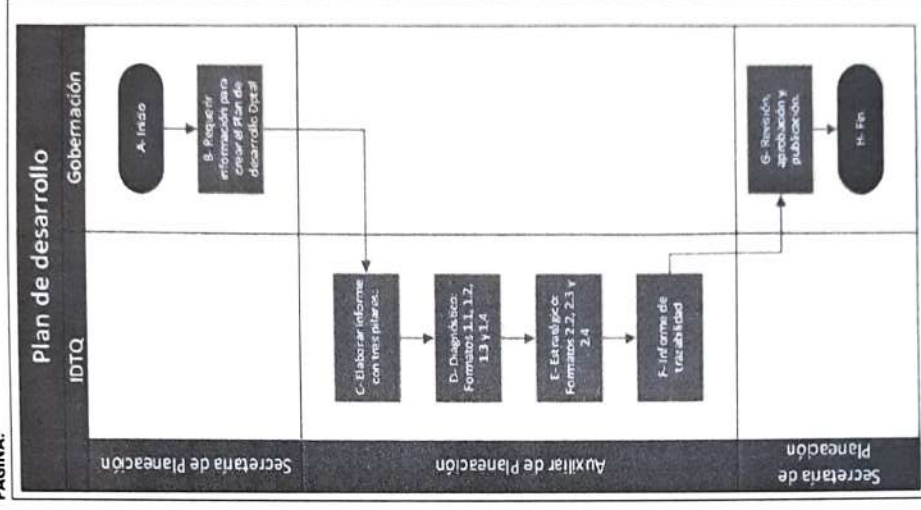 PÁGINA:
Plan de desarrollo
IDTQ
Gobernación
Secretaría de Planeación
A- Inicio
B- Requerir
información para
crear el Plan de
desarrollo Dptal
Auxiliar de Planeación
C- Elaborar informe
con tres pilares:
D- Diagnóstico:
Formatos 1.1, 1.2,
1.3 y 1.4
E- Estratégico:
Formatos 2.2, 2.3 y
2.4
F- Informe de
trazabilidad
Secretaría de
Planeación
G- Revisión,
aprobación y
publicación.
H- Fin